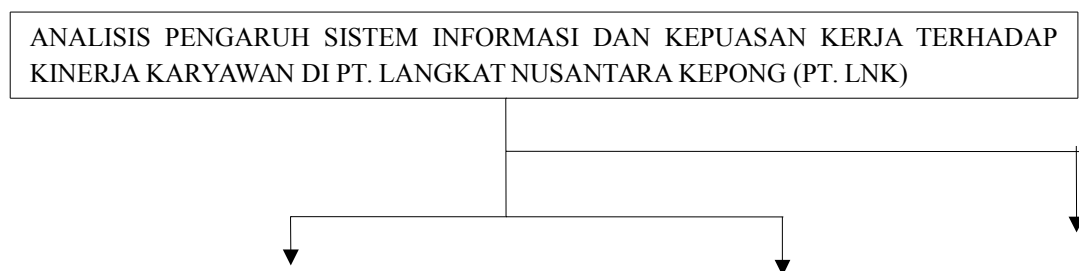 ANALISIS PENGARUH SISTEM INFORMASI DAN KEPUASAN KERJA TERHADAP
KINERJA KARYAWAN DI PT. LANGKAT NUSANTARA KEPONG (PT. LNK)